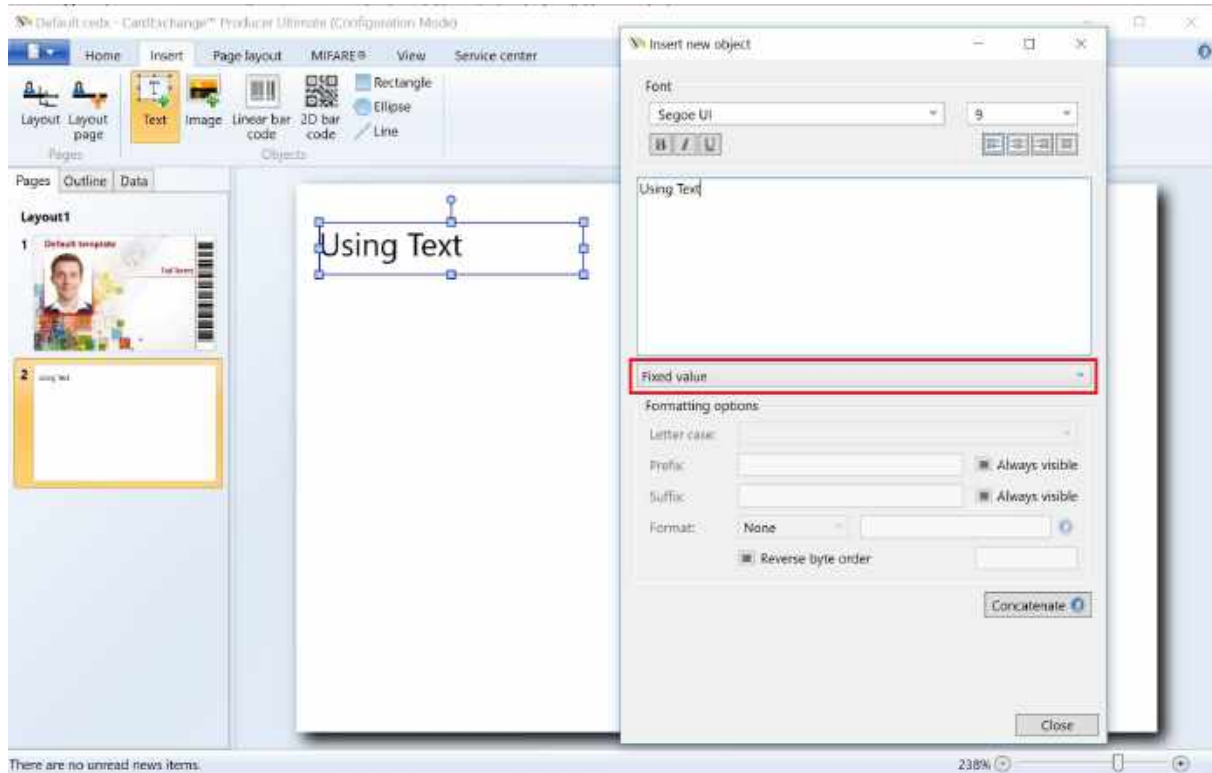 Default.cedx - CardExchange™ Producer Ultimate (Configuration Mode)
Home Insert Page layout MIFARE® View Service center
Layout Layout page Text Image Linear bar code 2D bar code Rectangle
Ellipse
Line
Pages Objects
Pages Outline Data
Layout1
1 Default template
2 Using Text
Using Text
Insert new object
Font
Segoe UI 9
B I U
Using Text
Fixed value
Formatting options
Letter case:
Prefix: Always visible
Suffix: Always visible
Format: None
Reverse byte order
Concatenate
Close
There are no unread news items. 238%